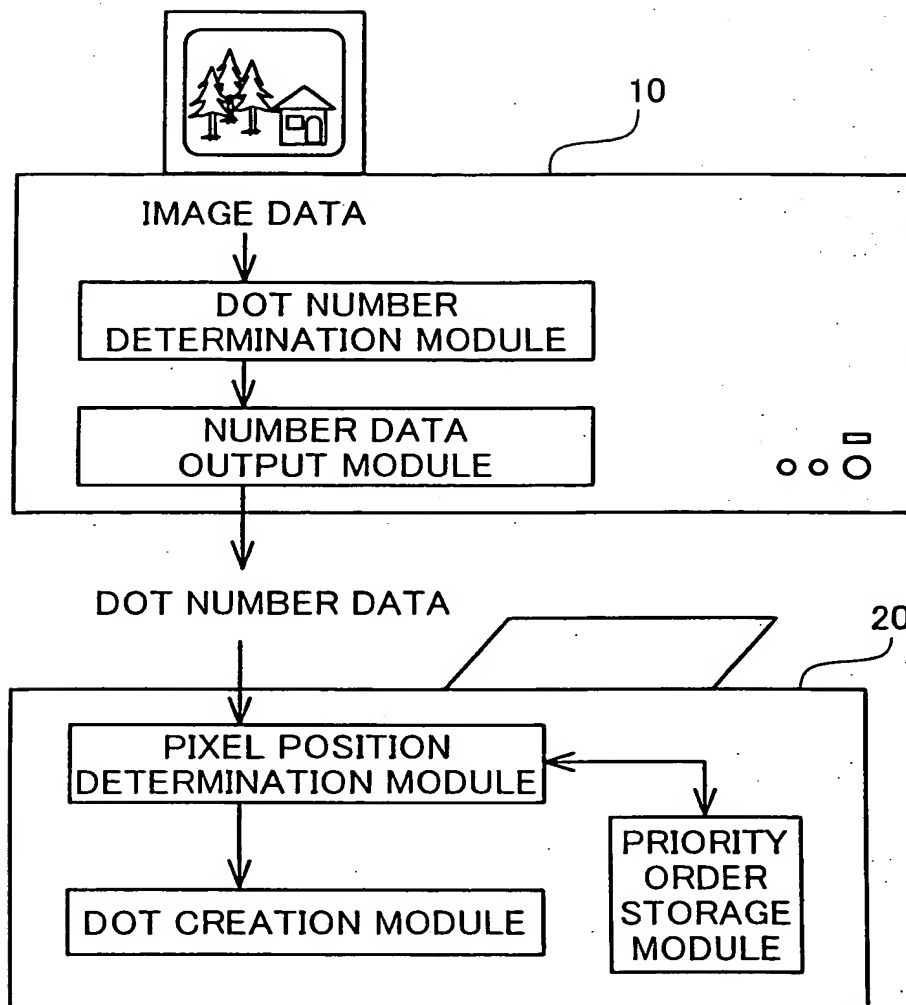 10
IMAGE DATA
DOT NUMBER
DETERMINATION MODULE
NUMBER DATA
OUTPUT MODULE
DOT NUMBER DATA
20
PIXEL POSITION
DETERMINATION MODULE
PRIORITY
ORDER
STORAGE
MODULE
DOT CREATION MODULE